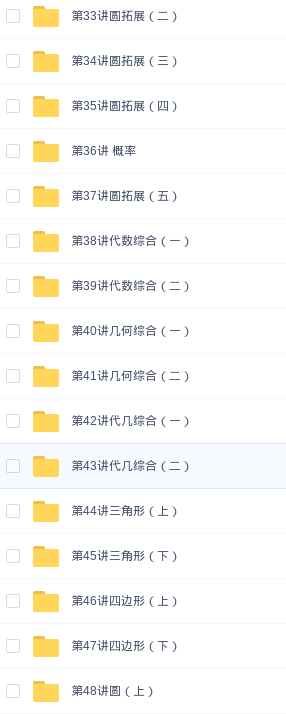 第33讲圆拓展（二）
第34讲圆拓展（三）
第35讲圆拓展（四）
第36讲 概率
第37讲圆拓展（五）
第38讲代数综合（一）
第39讲代数综合（二）
第40讲几何综合（一）
第41讲几何综合（二）
第42讲代几综合（一）
第43讲代几综合（二）
第44讲三角形（上）
第45讲三角形（下）
第46讲四边形（上）
第47讲四边形（下）
第48讲圆（上）